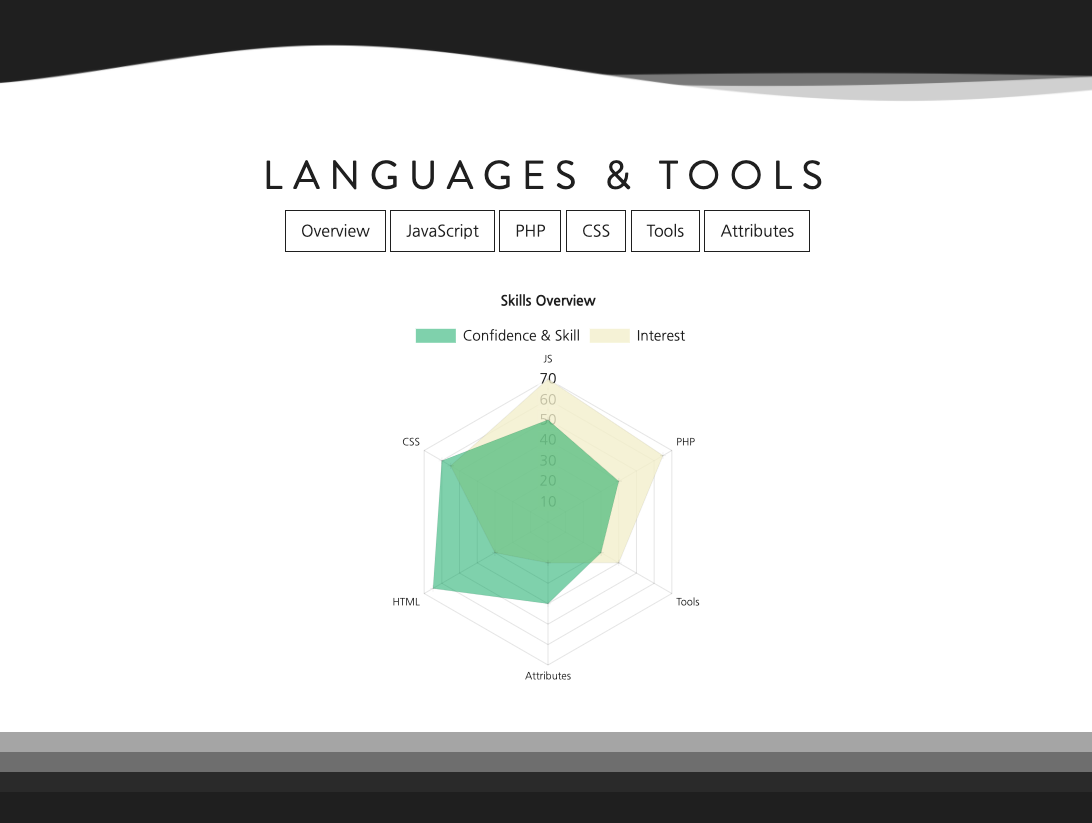 LANGUAGES & TOOLS
Overview JavaScript PHP CSS Tools Attributes
Skills Overview
Confidence & Skill Interest
JS
70
60
50
40
30
20
10
CSS PHP
HTML Tools
Attributes